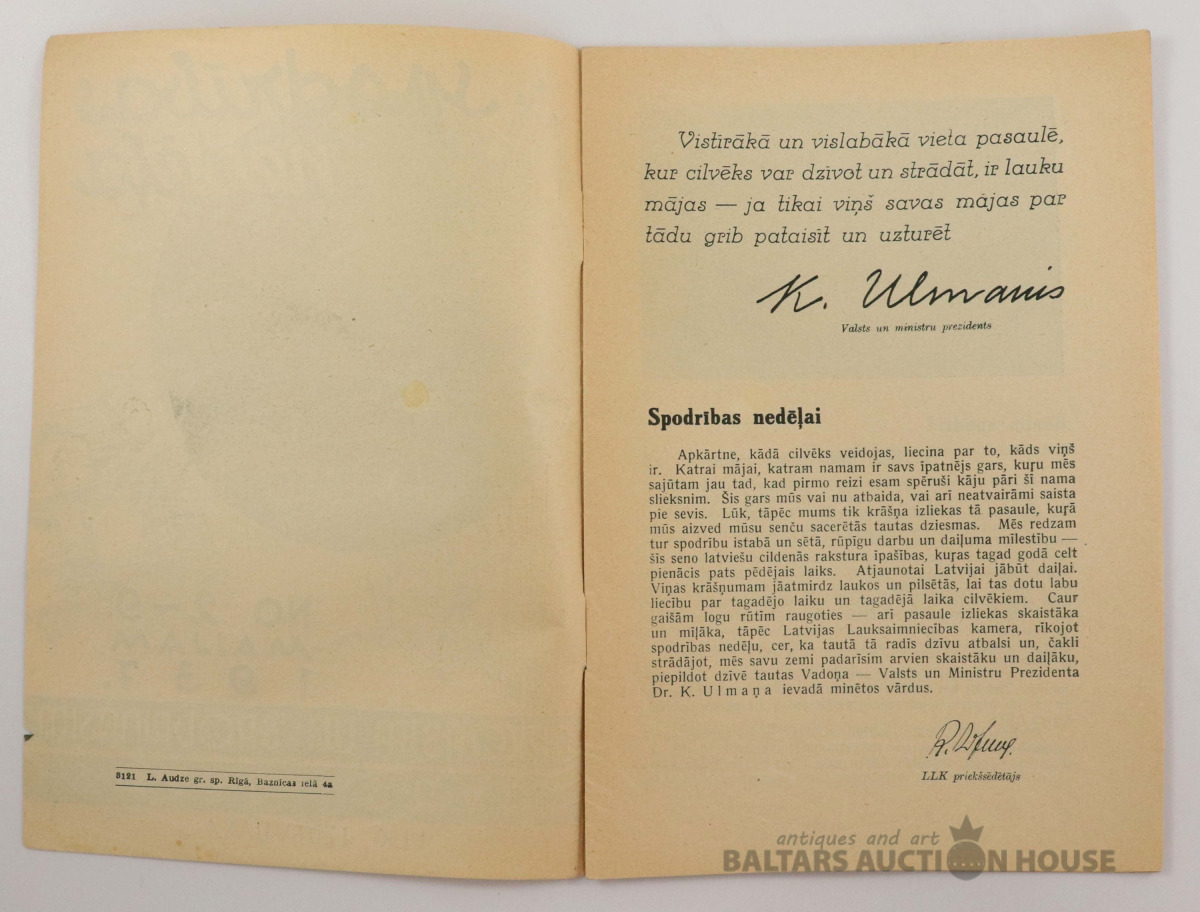 8121 L. Audze gr. sp. Rīgā, Baznīcas ielā 4a
Vistīrākā un vislabākā vieta pasaulē,
kur cilvēks var dzīvot un strādāt, ir lauku
mājas — ja tikai viņš savas mājas par
tādu grib pataisīt un uzturēt
K. Ulmanis
Valsts un ministru prezidents
Spodrības nedēļai
Apkārtne, kādā cilvēks veidojas, liecina par to, kāds viņš
ir. Katrai mājai, katram namam ir savs īpatnējs gars, kuŗu mēs
sajūtam jau tad, kad pirmo reizi esam spēruši kāju pāri šī nama
slieksnim. Šis gars mūs vai nu atbaida, vai arī neatvairāmi saista
pie sevis. Lūk, tāpēc mums tik krāšņa izliekas tā pasaule, kuŗā
mūs aizved mūsu senču sacerētās tautas dziesmas. Mēs redzam
tur spodrību istabā un sētā, rūpīgu darbu un daiļuma mīlestību —
šīs seno latviešu cildenās rakstura īpašības, kuŗas tagad godā celt
pienācis pats pēdējais laiks. Atjaunotai Latvijai jābūt daiļai.
Viņas krāšņumam jāatmirdz laukos un pilsētās, lai tas dotu labu
liecību par tagadējo laiku un tagadējā laika cilvēkiem. Caur
gaišām logu rūtīm raugoties — arī pasaule izliekas skaistāka
un mīļāka, tāpēc Latvijas Lauksaimniecības kamera, rīkojot
spodrības nedēļu, cer, ka tautā tā radīs dzīvu atbalsi un, čakli
strādājot, mēs savu zemi padarīsim arvien skaistāku un daiļāku,
piepildot dzīvē tautas Vadoņa — Valsts un Ministru Prezidenta
Dr. K. Ulmaņa ievadā minētos vārdus.
LLK priekšsēdētājs
antiques and art
BALTARS AUCTION HOUSE